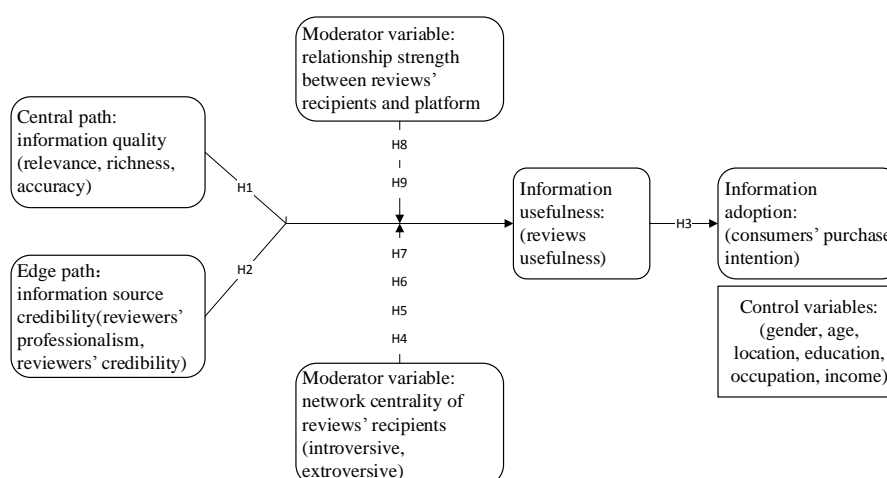 Moderator variable:
relationship strength
between reviews’
recipients and platform
Central path:
information quality
(relevance, richness,
accuracy)
H8
H9
H1
Information
usefulness:
(reviews
usefulness)
H3
Information
adoption:
(consumers’ purchase
intention)
H2
Edge path:
information source
credibility(reviewers’
professionalism,
reviewers’ credibility)
H7
H6
H5
H4
Control variables:
(gender, age,
location, education,
occupation, income)
Moderator variable:
network centrality of
reviews’ recipients
(introversive,
extroversive)